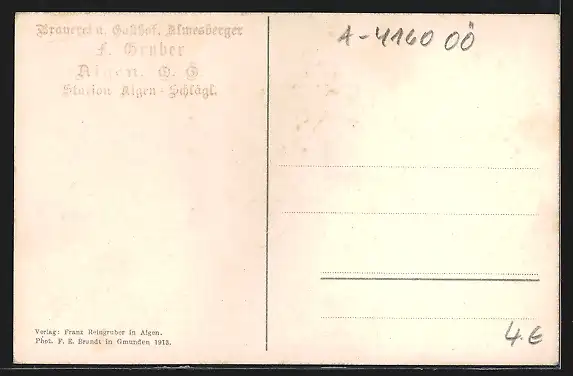 Brauerei u. Gasthof. Almesberger
F. Gruber
Aigen. O. Ö.
Station Aigen-Schlägl.
A-4160 OÖ
Verlag: Franz Reingruber in Aigen.
Phot. F. E. Brandt in Gmunden 1913.
4.€